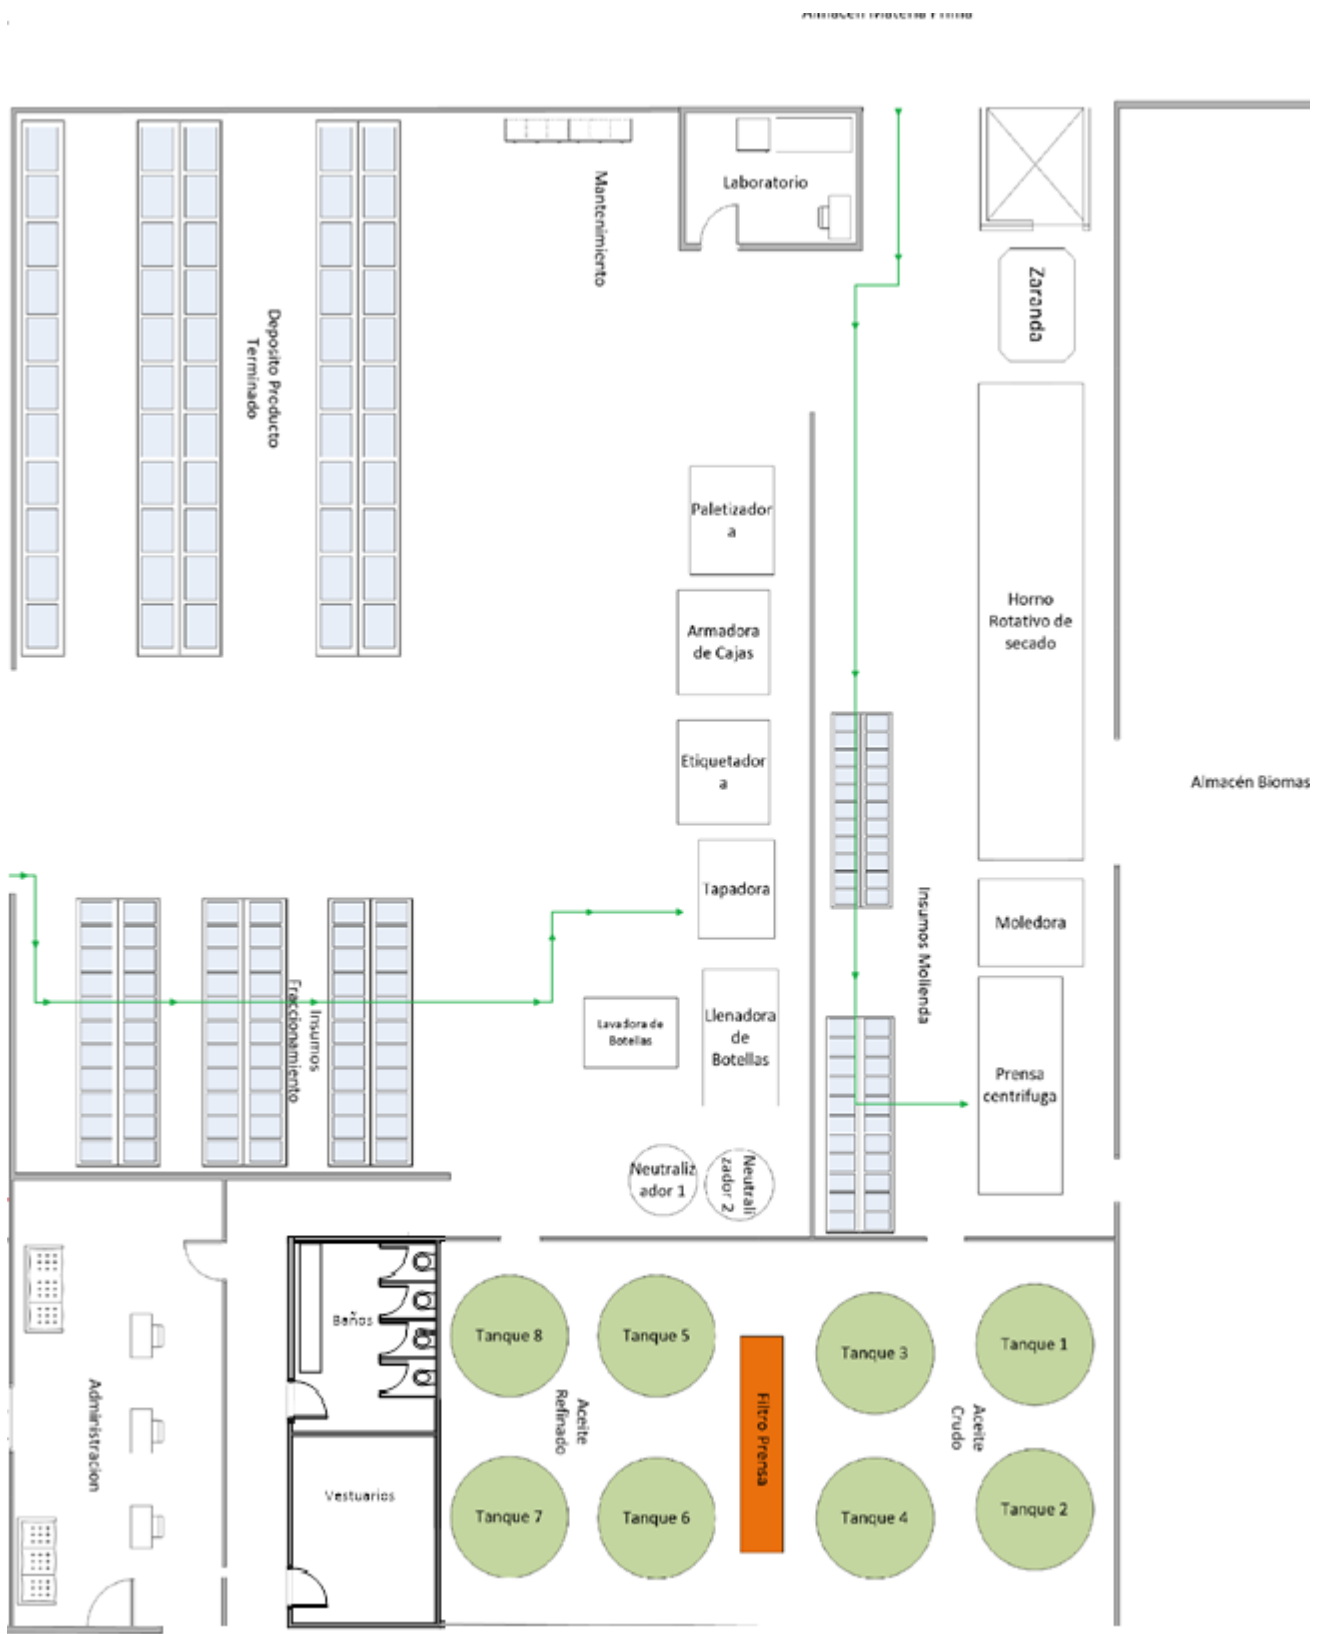 Almacén Materia Prima
Laboratorio
Mantenimiento
Zaranda
Deposito Producto
Terminado
Paletizador
a
Armadora
de Cajas
Horno
Rotativo de
secado
Etiquetador
a
Almacén Biomas
Tapadora
Insumos Molienda
Moledora
Insumos
Fraccionamiento
Lavadora de
Botellas
Llenadora
de
Botellas
Prensa
centrifuga
Neutraliz
ador 1
Neutrali
zador 2
Baños
Tanque 8
Tanque 5
Tanque 3
Tanque 1
Administracion
Aceite
Refinado
Filtro Prensa
Aceite
Crudo
Vestuarios
Tanque 7
Tanque 6
Tanque 4
Tanque 2